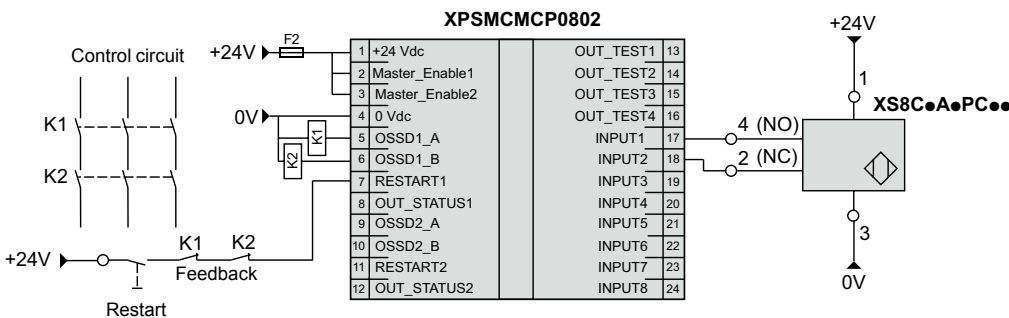 XPSMCMCP0802
Control circuit
K1
K2
+24V
F2
0V
K1
K2
1 +24 Vdc
2 Master_Enable1
3 Master_Enable2
4 0 Vdc
5 OSSD1_A
6 OSSD1_B
7 RESTART1
8 OUT_STATUS1
9 OSSD2_A
10 OSSD2_B
11 RESTART2
12 OUT_STATUS2
OUT_TEST1 13
OUT_TEST2 14
OUT_TEST3 15
OUT_TEST4 16
INPUT1 17
INPUT2 18
INPUT3 19
INPUT4 20
INPUT5 21
INPUT6 22
INPUT7 23
INPUT8 24
+24V
1
XS8C●A●PC●●
4 (NO)
2 (NC)
3
0V
+24V
K1 K2
Feedback
Restart